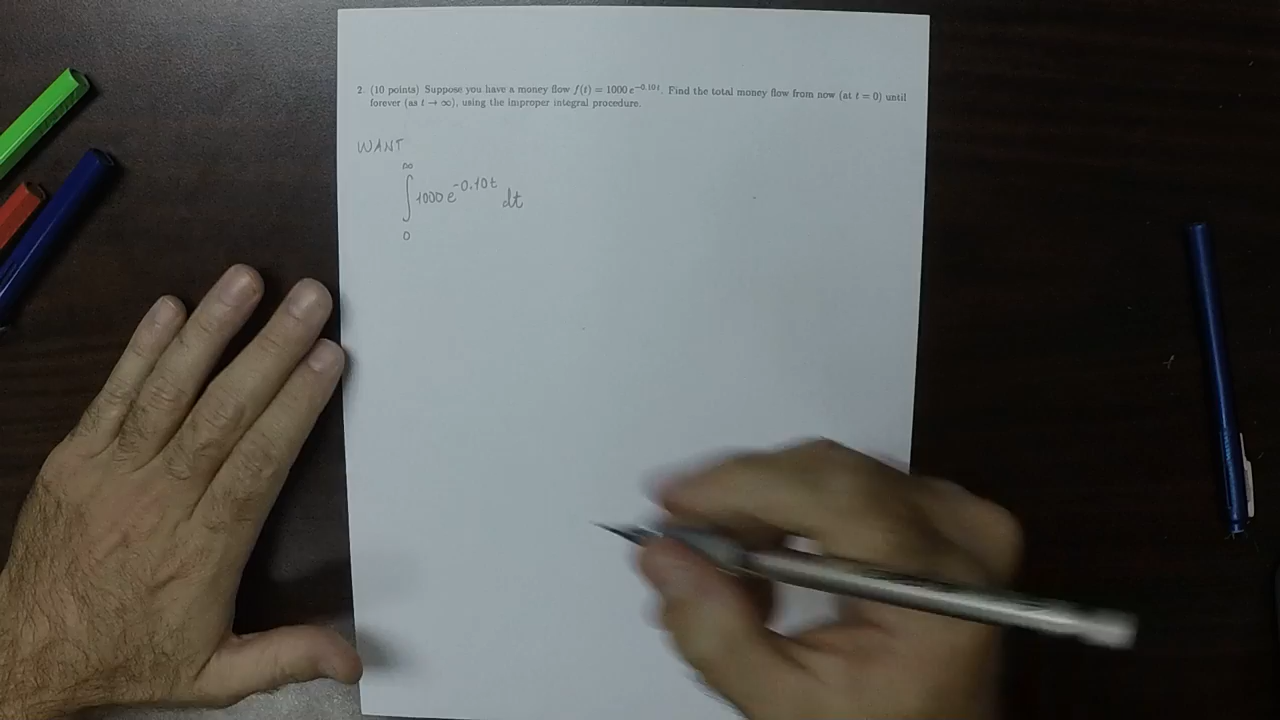 2. (10 points) Suppose you have a money flow f(t) = 1000 e^{-0.10t}. Find the total money flow from now (at t = 0) until
forever (as t → ∞), using the improper integral procedure.
WANT
∞
∫ 1000 e^{-0.10t} dt
0